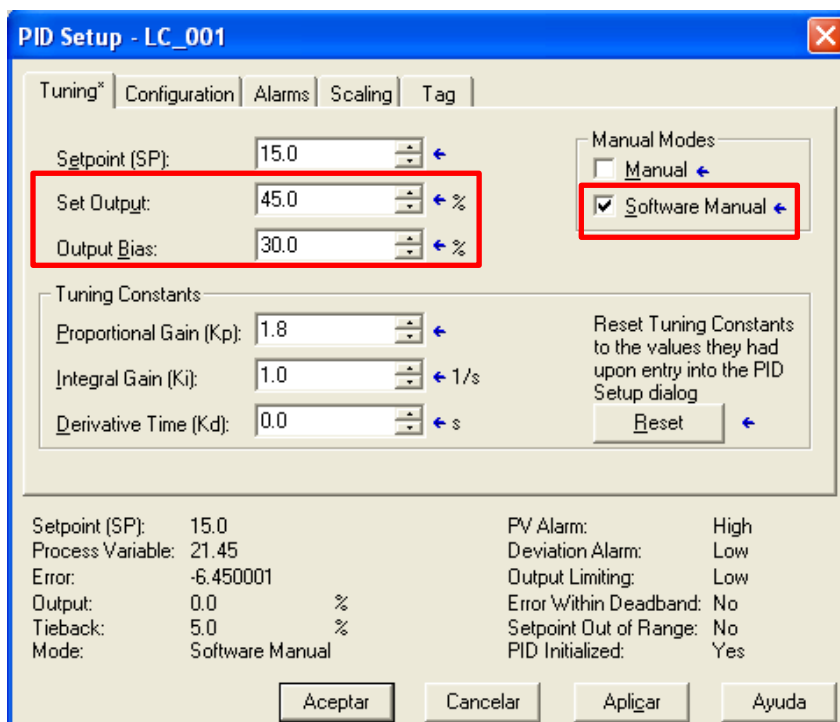 PID Setup - LC_001
Tuning* Configuration Alarms Scaling Tag
Setpoint (SP): 15.0
Set Output: 45.0 %
Output Bias: 30.0 %
Manual Modes
Manual
Software Manual
Tuning Constants
Proportional Gain (Kp): 1.8
Integral Gain (Ki): 1.0 1/s
Derivative Time (Kd): 0.0 s
Reset Tuning Constants
to the values they had
upon entry into the PID
Setup dialog
Reset
Setpoint (SP): 15.0
Process Variable: 21.45
Error: -6.450001
Output: 0.0 %
Tieback: 5.0 %
Mode: Software Manual
PV Alarm: High
Deviation Alarm: Low
Output Limiting: Low
Error Within Deadband: No
Setpoint Out of Range: No
PID Initialized: Yes
Aceptar Cancelar Aplicar Ayuda